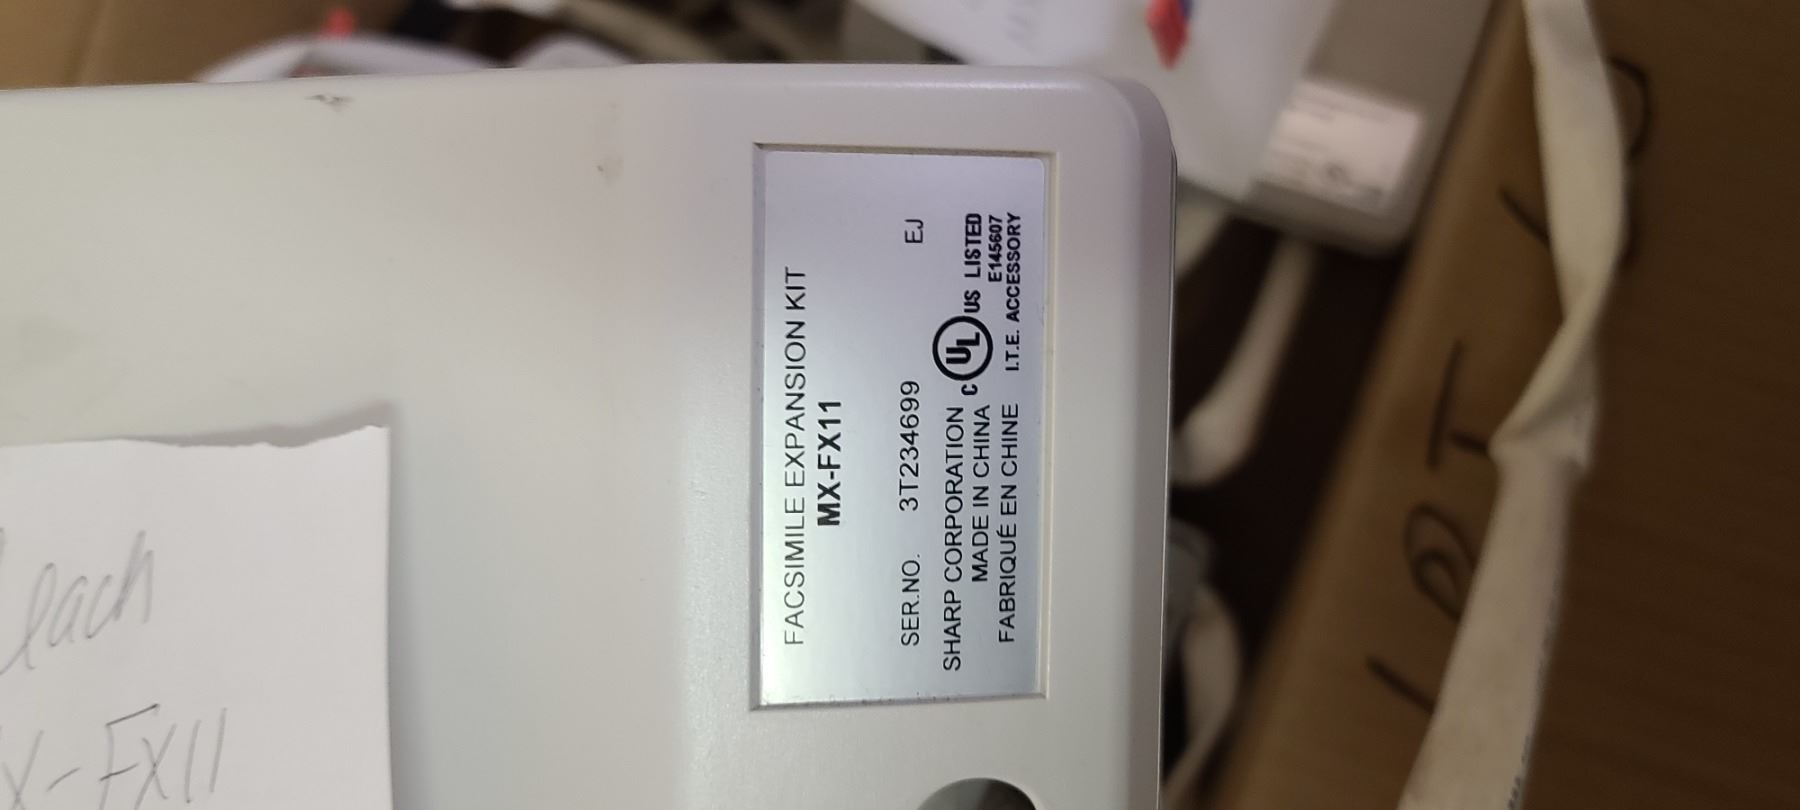 FACSIMILE EXPANSION KIT
MX-FX11
SER.NO. 3T234699 EJ
SHARP CORPORATION
MADE IN CHINA
FABRIQUÉ EN CHINE
C UL US LISTED
E145607
I.T.E. ACCESSORY
each
X-FX11